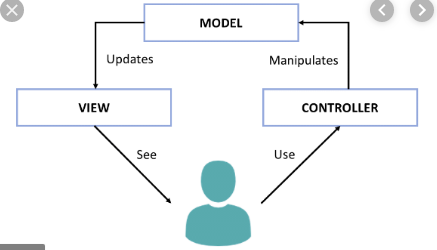 MODEL
Updates
Manipulates
VIEW
CONTROLLER
See
Use